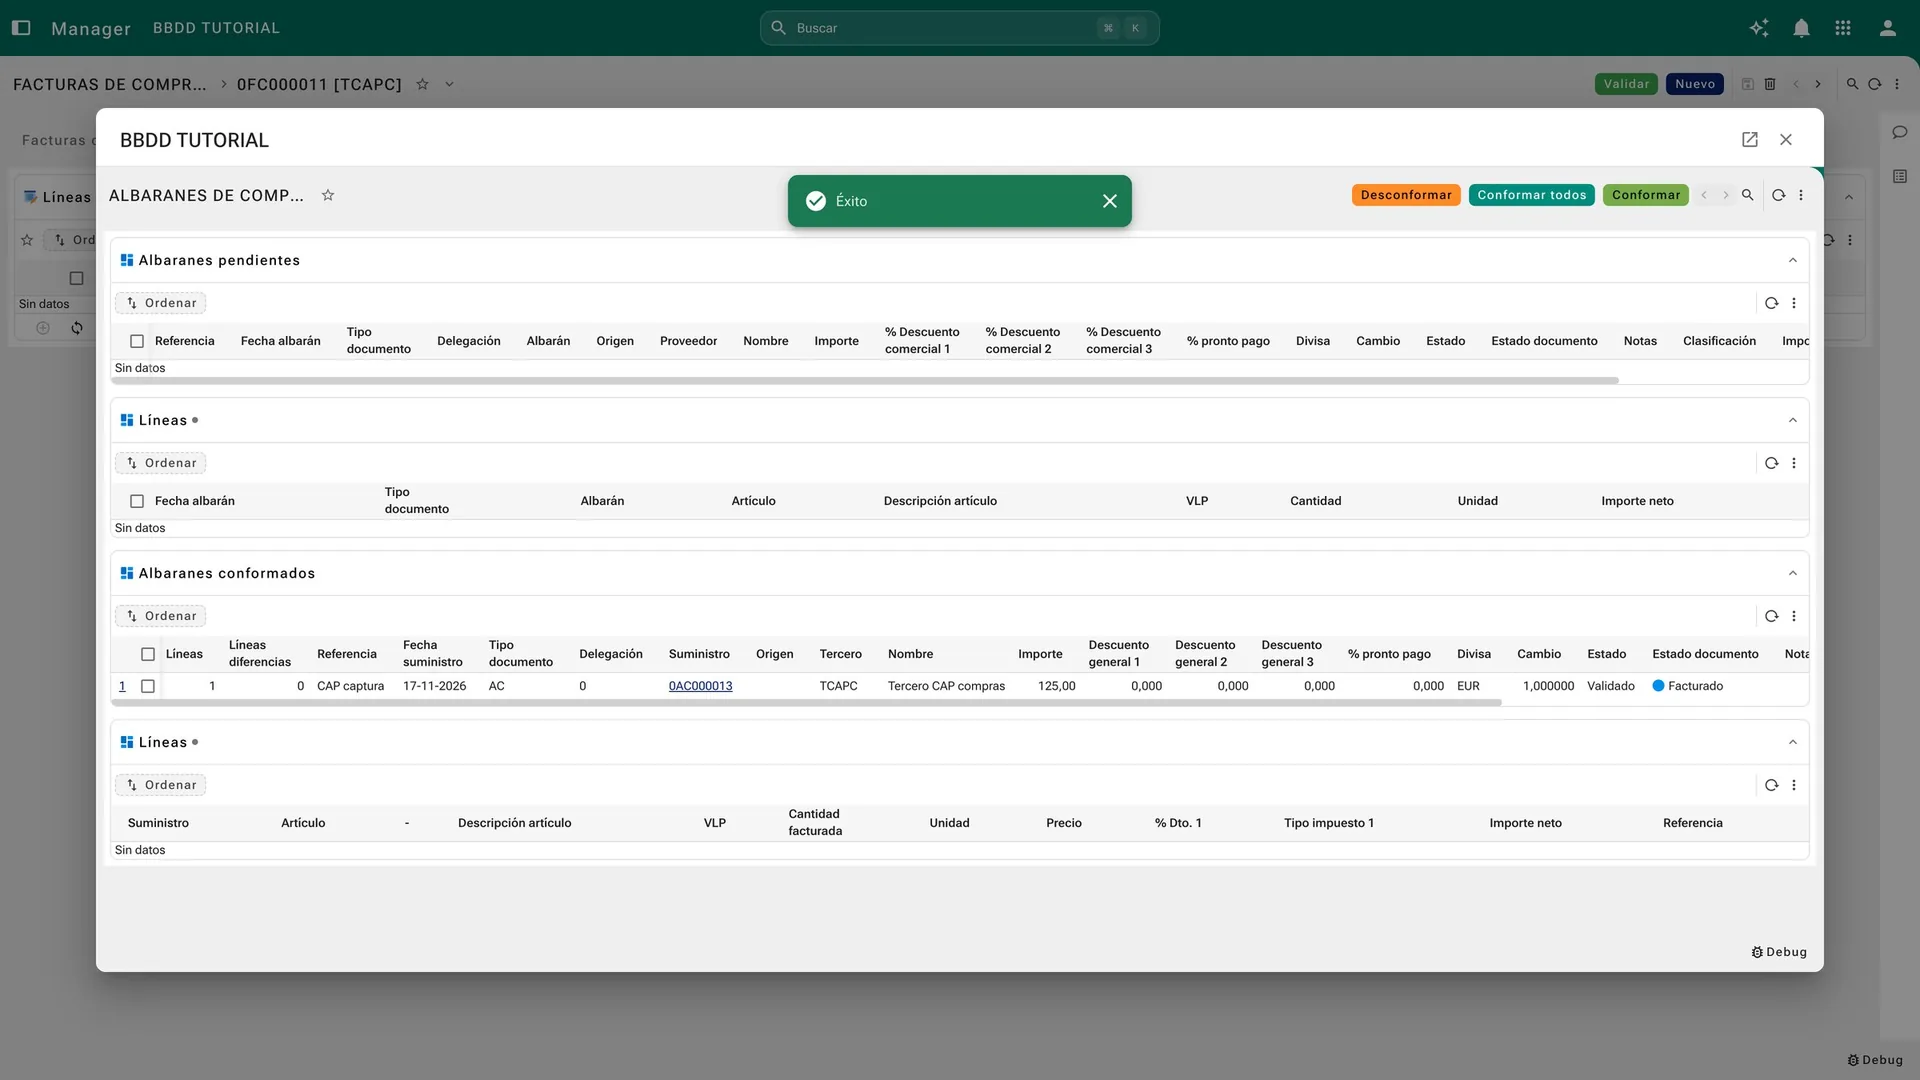 Manager
BBDD TUTORIAL
Buscar
⌘ K
FACTURAS DE COMPR... > 0FC000011 [TCAPC]
Validar
Nuevo
Facturas
BBDD TUTORIAL
Líneas
Ord
Sin datos
ALBARANES DE COMP...
Éxito
Desconformar
Conformar todos
Conformar
Albaranes pendientes
Ordenar
Referencia Fecha albarán Tipo documento Delegación Albarán Origen Proveedor Nombre Importe % Descuento comercial 1 % Descuento comercial 2 % Descuento comercial 3 % pronto pago Divisa Cambio Estado Estado documento Notas Clasificación Impo
Sin datos
Líneas
Ordenar
Fecha albarán Tipo documento Albarán Artículo Descripción artículo VLP Cantidad Unidad Importe neto
Sin datos
Albaranes conformados
Ordenar
Líneas Líneas diferencias Referencia Fecha suministro Tipo documento Delegación Suministro Origen Tercero Nombre Importe Descuento general 1 Descuento general 2 Descuento general 3 % pronto pago Divisa Cambio Estado Estado documento Nota
1 1 0 CAP captura 17-11-2026 AC 0 0AC000013 TCAPC Tercero CAP compras 125,00 0,000 0,000 0,000 0,000 EUR 1,000000 Validado Facturado
Líneas
Ordenar
Suministro Artículo - Descripción artículo VLP Cantidad facturada Unidad Precio % Dto. 1 Tipo impuesto 1 Importe neto Referencia
Sin datos
Debug
Debug